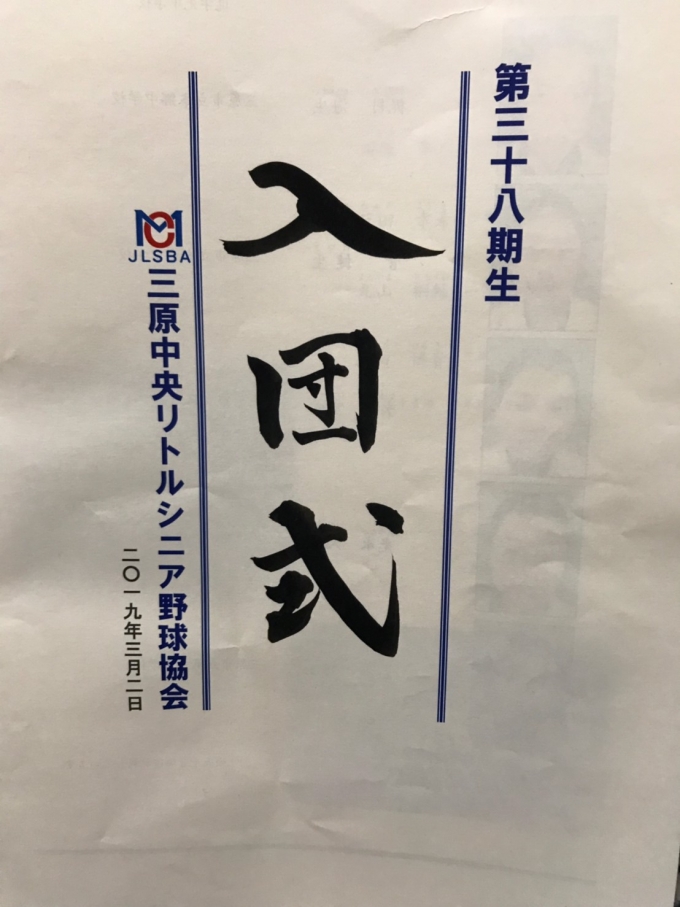 第三十八期生
入団式
JLSBA
三原中央リトルシニア野球協会
二〇一九年三月二日